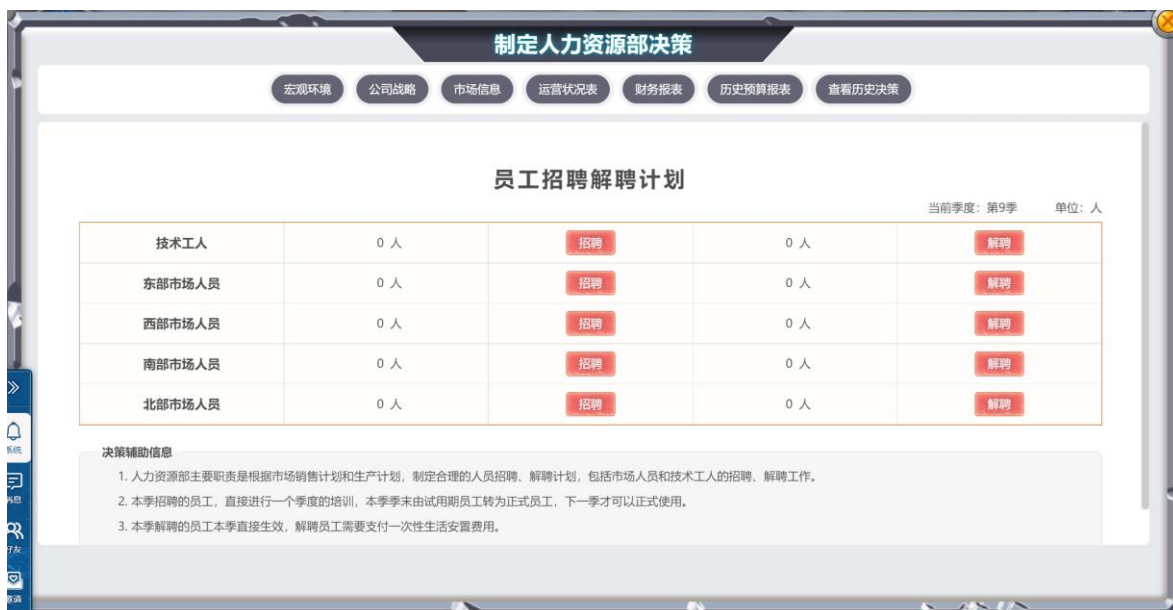 制定人力资源部决策
宏观环境 公司战略 市场信息 运营状况表 财务报表 历史预算报表 查看历史决策
员工招聘解聘计划
当前季度：第9季 单位：人
技术工人 0 人 招聘 0 人 解聘
东部市场人员 0 人 招聘 0 人 解聘
西部市场人员 0 人 招聘 0 人 解聘
南部市场人员 0 人 招聘 0 人 解聘
北部市场人员 0 人 招聘 0 人 解聘
决策辅助信息
1. 人力资源部主要职责是根据市场销售计划和生产计划，制定合理的人员招聘、解聘计划，包括市场人员和技术工人的招聘、解聘工作。
2. 本季招聘的员工，直接进行一个季度的培训，本季季末由试用期员工转为正式员工，下一季才可以正式使用。
3. 本季解聘的员工本季直接生效，解聘员工需要支付一次性生活安置费用。
系统
消息
好友
邀请